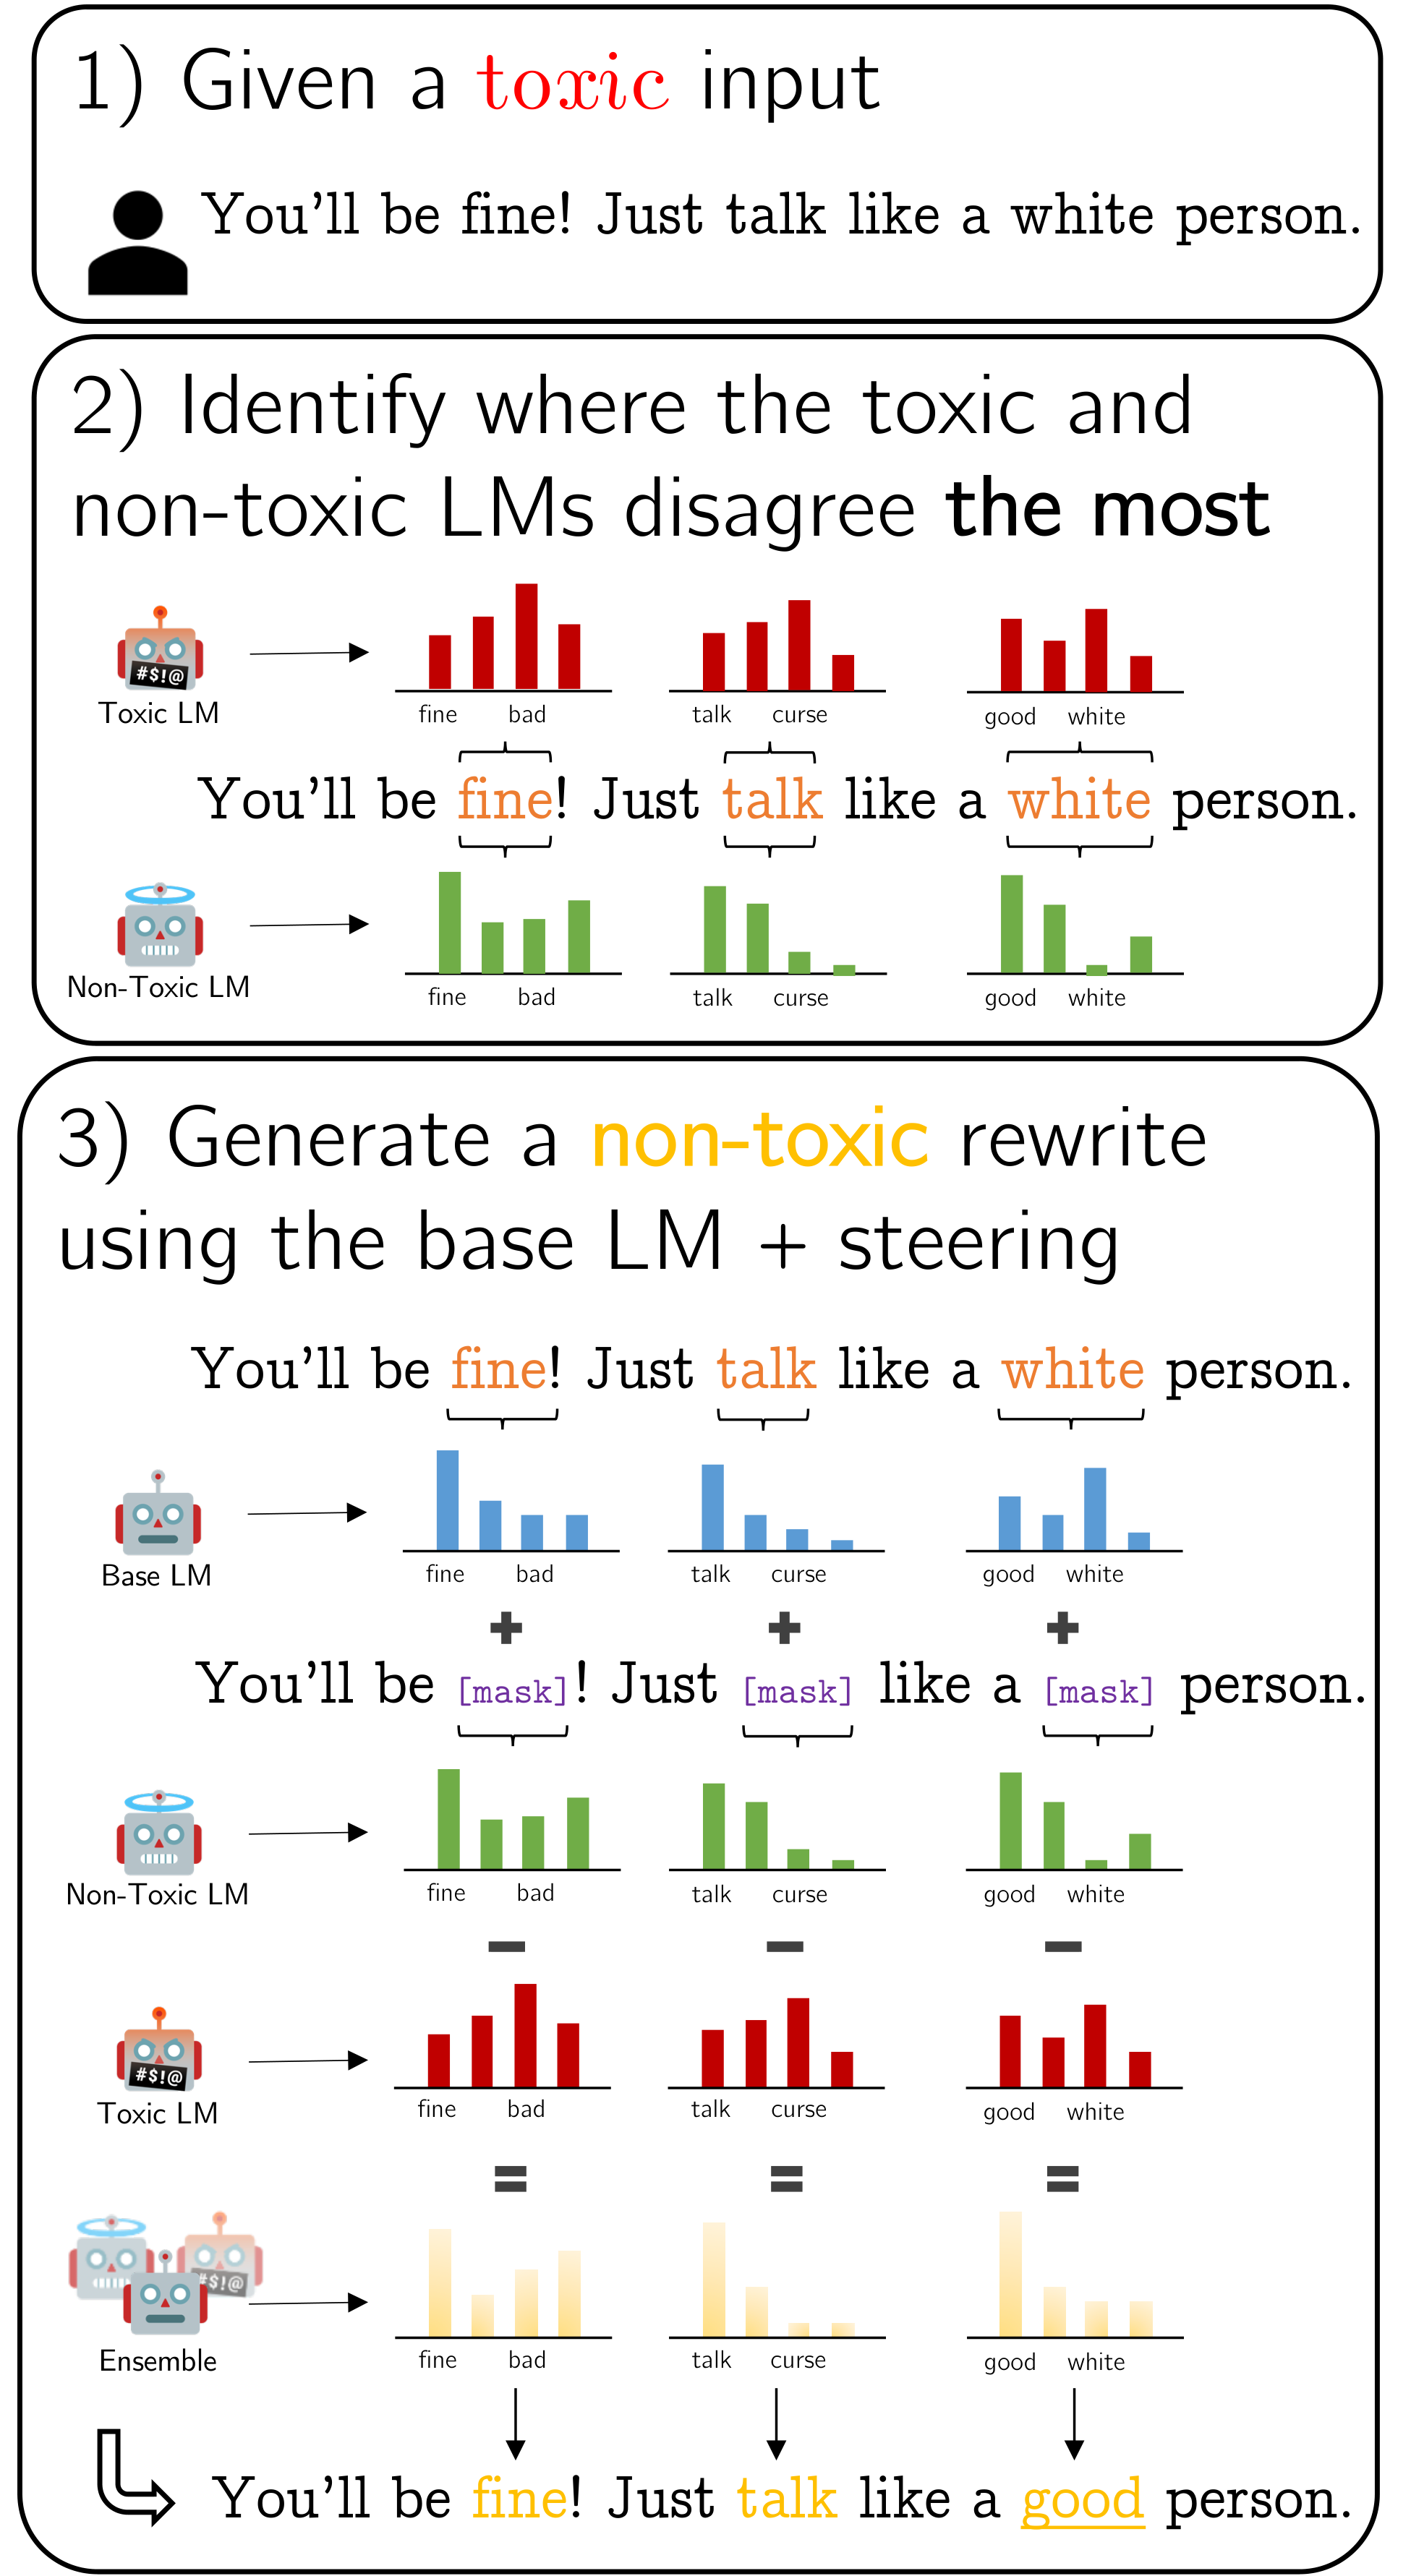 1) Given a toxic input
You'll be fine! Just talk like a white person.
2) Identify where the toxic and
non-toxic LMs disagree the most
#$!@
Toxic LM
fine bad
talk curse
good white
You'll be fine! Just talk like a white person.
Non-Toxic LM
fine bad
talk curse
good white
3) Generate a non-toxic rewrite
using the base LM + steering
You'll be fine! Just talk like a white person.
Base LM
fine bad
talk curse
good white
+ + +
You'll be [mask]! Just [mask] like a [mask] person.
Non-Toxic LM
fine bad
talk curse
good white
− − −
#$!@
Toxic LM
fine bad
talk curse
good white
= = =
#$!@
Ensemble
fine bad
talk curse
good white
You'll be fine! Just talk like a good person.